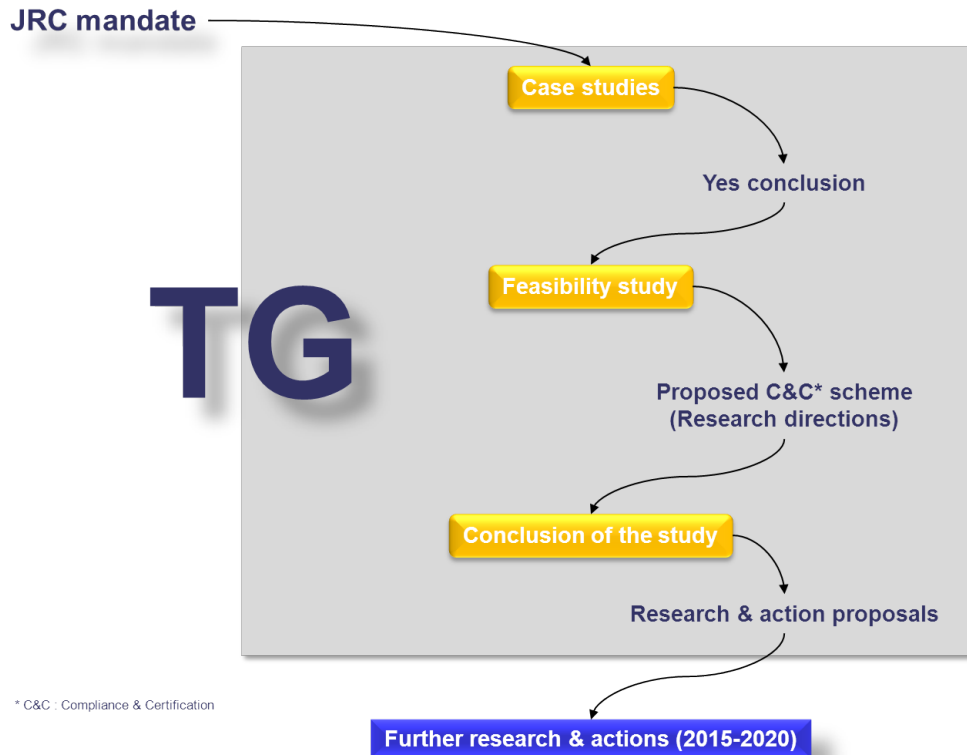 JRC mandate
Case studies
Yes conclusion
Feasibility study
TG
Proposed C&C* scheme
(Research directions)
Conclusion of the study
Research & action proposals
* C&C : Compliance & Certification
Further research & actions (2015-2020)